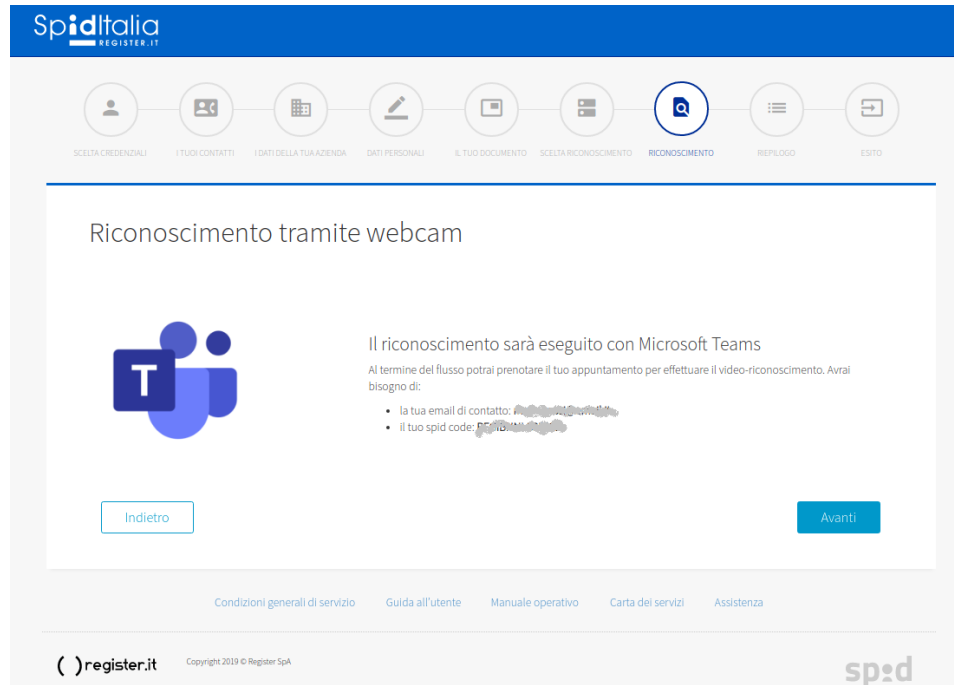 SpidItalia
REGISTER.IT
SCELTA CREDENZIALI
I TUOI CONTATTI
I DATI DELLA TUA AZIENDA
DATI PERSONALI
IL TUO DOCUMENTO
SCELTA RICONOSCIMENTO
RICONOSCIMENTO
RIEPILOGO
ESITO
Riconoscimento tramite webcam
T
Il riconoscimento sarà eseguito con Microsoft Teams
Al termine del flusso potrai prenotare il tuo appuntamento per effettuare il video-riconoscimento. Avrai
bisogno di:
la tua email di contatto:
il tuo spid code:
Indietro
Avanti
Condizioni generali di servizio
Guida all'utente
Manuale operativo
Carta dei servizi
Assistenza
( )register.it
Copyright 2019 © Register SpA
spid